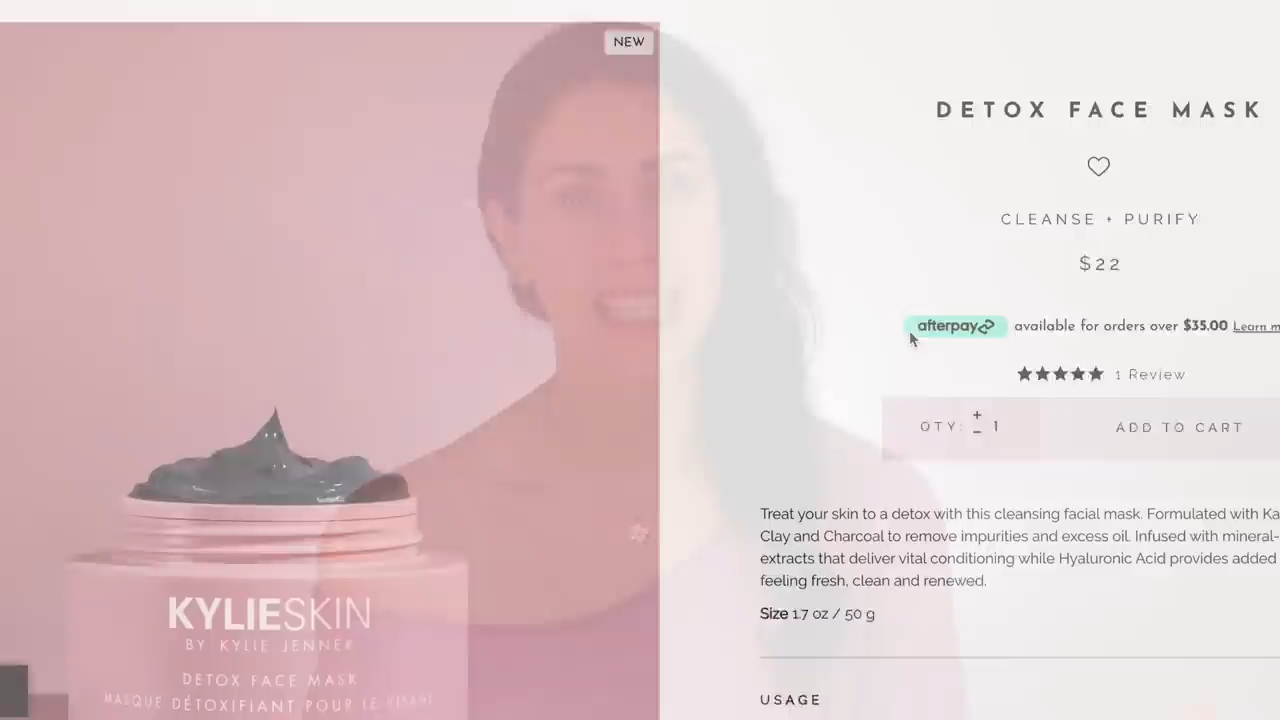 NEW
DETOX FACE MASK
CLEANSE + PURIFY
$22
afterpay available for orders over $35.00 Learn
1 Review
QTY: + − 1
ADD TO CART
Treat your skin to a detox with this cleansing facial mask. Formulated with
Clay and Charcoal to remove impurities and excess oil. Infused with mineral-
extracts that deliver vital conditioning while Hyaluronic Acid provides added
feeling fresh, clean and renewed.
Size 1.7 oz / 50 g
USAGE
KYLIESKIN
BY KYLIE JENNER
DETOX FACE MASK
MASQUE DÉTOXIFIANT POUR LE VISAGE